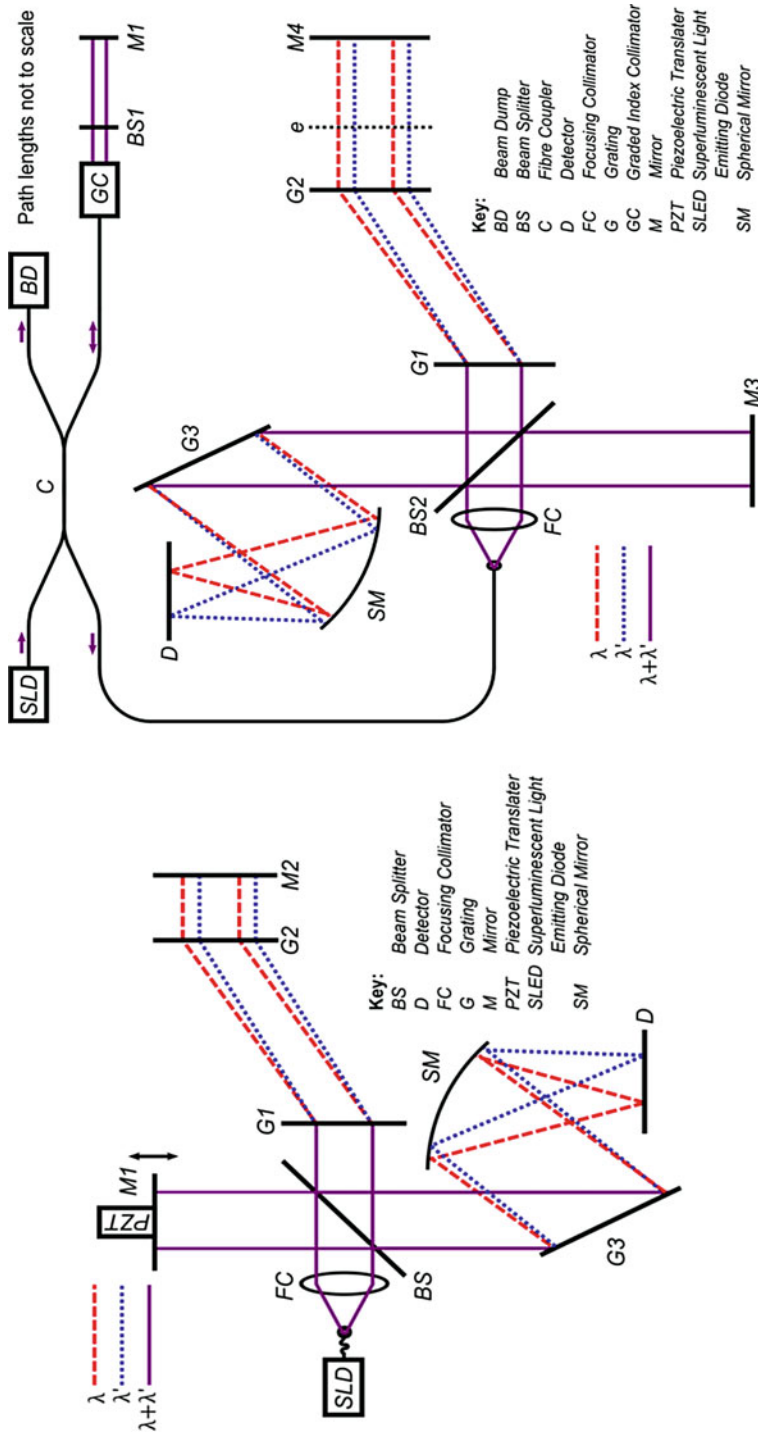 λ
λ'
λ+λ'
PZT
M1
SLD
FC
BS
G1
G2
M2
G3
SM
D
Key:
BS Beam Splitter
D Detector
FC Focusing Collimator
G Grating
M Mirror
PZT Piezoelectric Translater
SLED Superluminescent Light
Emitting Diode
SM Spherical Mirror
Path lengths not to scale
SLD
C
BD
GC
BS1
M1
G3
D
SM
BS2
FC
G1
G2
e
M4
M3
λ
λ'
λ+λ'
Key:
BD Beam Dump
BS Beam Splitter
C Fibre Coupler
D Detector
FC Focusing Collimator
G Grating
GC Graded Index Collimator
M Mirror
PZT Piezoelectric Translater
SLED Superluminescent Light
Emitting Diode
SM Spherical Mirror